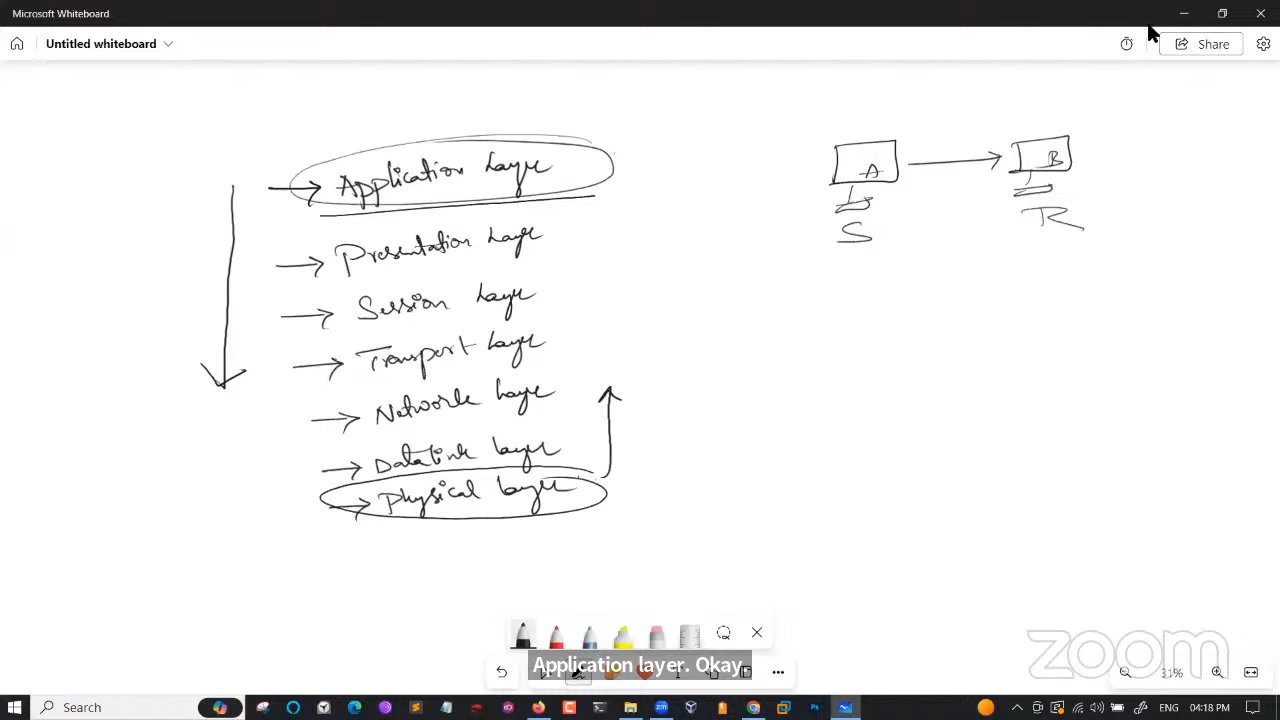 Microsoft Whiteboard
Untitled whiteboard
Share
Application Layer
Presentation Layer
Session Layer
Transport Layer
Network Layer
Datalink layer
Physical layer
A
B
S
R
zoom
Application layer. Okay.
31%
Search
ENG
04:18 PM